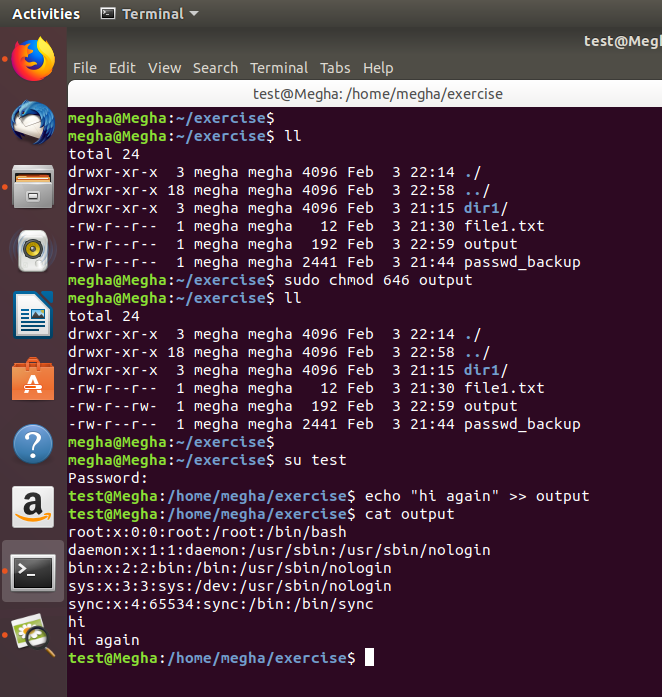 Activities Terminal
test@Megh
File Edit View Search Terminal Tabs Help
test@Megha: /home/megha/exercise
megha@Megha:~/exercise$
megha@Megha:~/exercise$ ll
total 24
drwxr-xr-x  3 megha megha 4096 Feb  3 22:14 ./
drwxr-xr-x 18 megha megha 4096 Feb  3 22:58 ../
drwxr-xr-x  3 megha megha 4096 Feb  3 21:15 dir1/
-rw-r--r--  1 megha megha   12 Feb  3 21:30 file1.txt
-rw-r--r--  1 megha megha  192 Feb  3 22:59 output
-rw-r--r--  1 megha megha 2441 Feb  3 21:44 passwd_backup
megha@Megha:~/exercise$ sudo chmod 646 output
megha@Megha:~/exercise$ ll
total 24
drwxr-xr-x  3 megha megha 4096 Feb  3 22:14 ./
drwxr-xr-x 18 megha megha 4096 Feb  3 22:58 ../
drwxr-xr-x  3 megha megha 4096 Feb  3 21:15 dir1/
-rw-r--r--  1 megha megha   12 Feb  3 21:30 file1.txt
-rw-r--rw-  1 megha megha  192 Feb  3 22:59 output
-rw-r--r--  1 megha megha 2441 Feb  3 21:44 passwd_backup
megha@Megha:~/exercise$
megha@Megha:~/exercise$ su test
Password:
test@Megha:/home/megha/exercise$ echo "hi again" >> output
test@Megha:/home/megha/exercise$ cat output
root:x:0:0:root:/root:/bin/bash
daemon:x:1:1:daemon:/usr/sbin:/usr/sbin/nologin
bin:x:2:2:bin:/bin:/usr/sbin/nologin
sys:x:3:3:sys:/dev:/usr/sbin/nologin
sync:x:4:65534:sync:/bin:/bin/sync
hi
hi again
test@Megha:/home/megha/exercise$